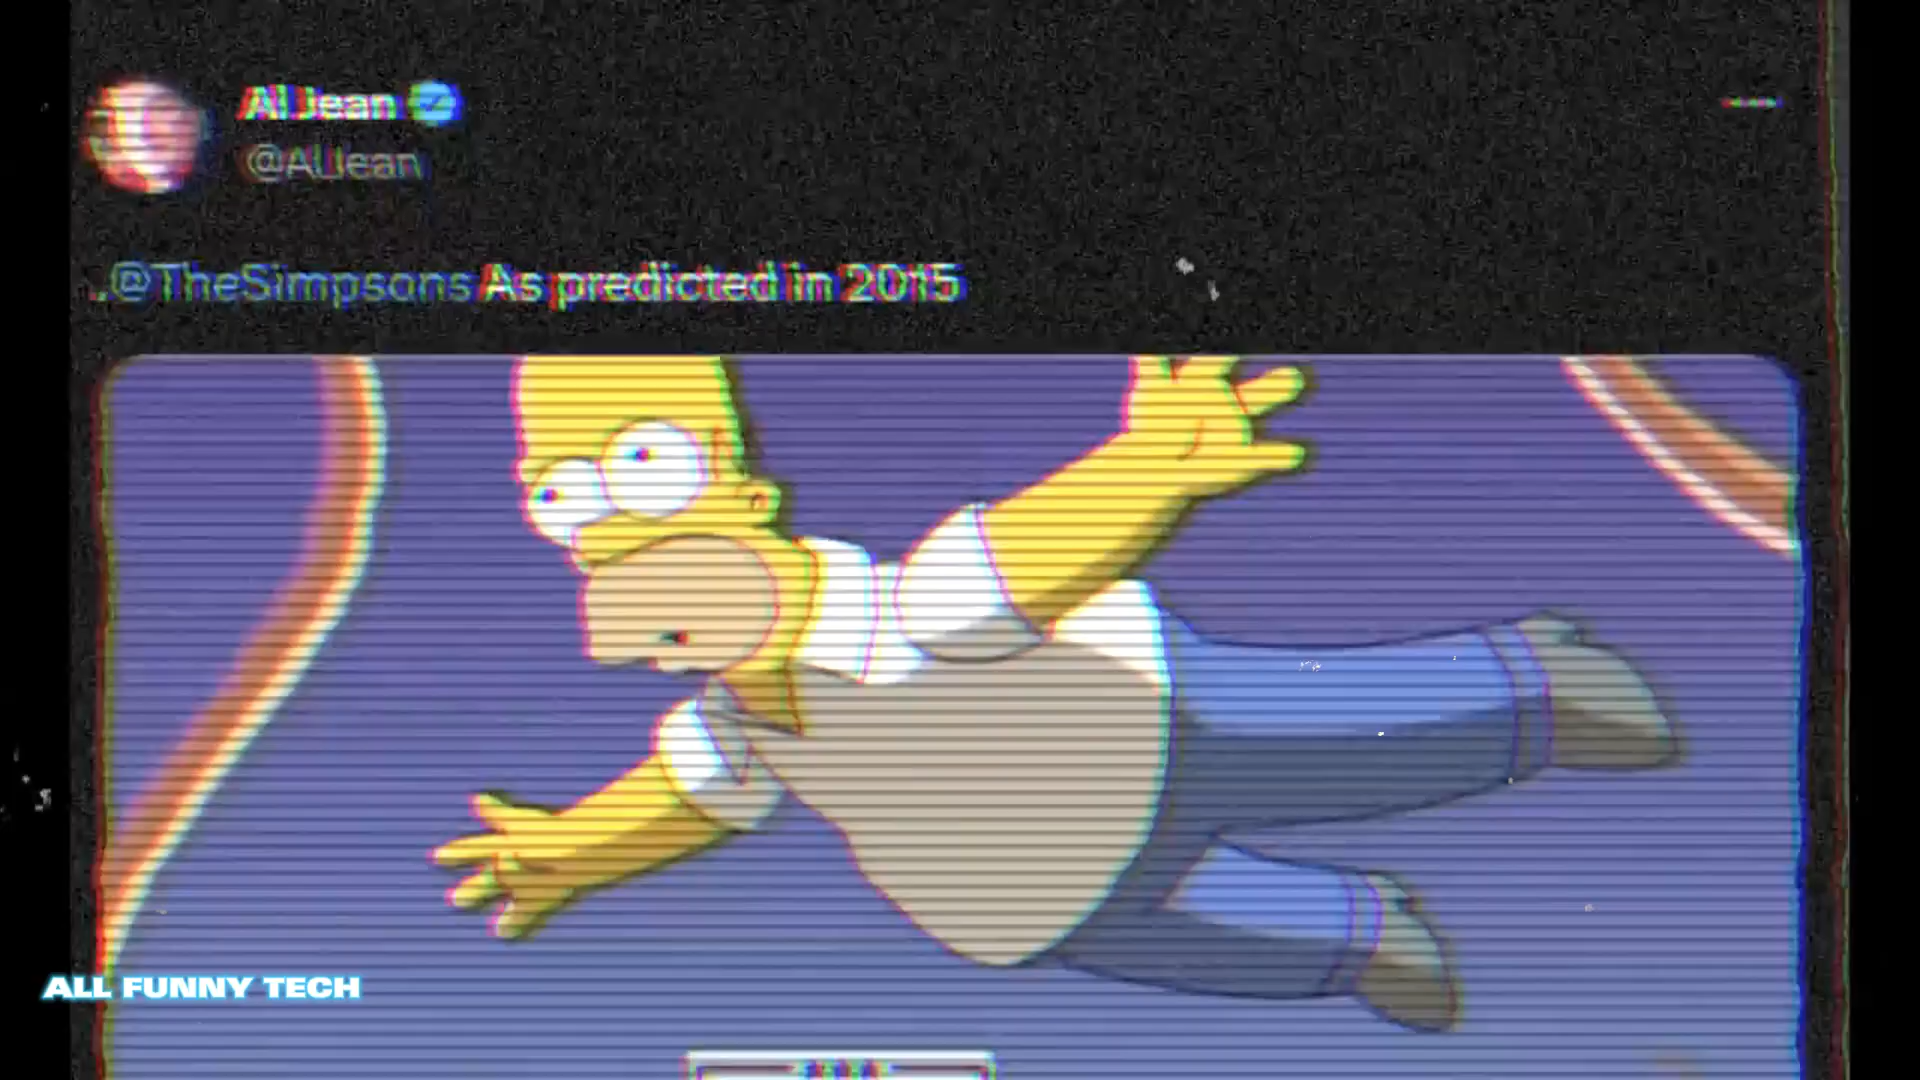 Al Jean
@AlJean
.@TheSimpsons As predicted in 2015
ALL FUNNY TECH